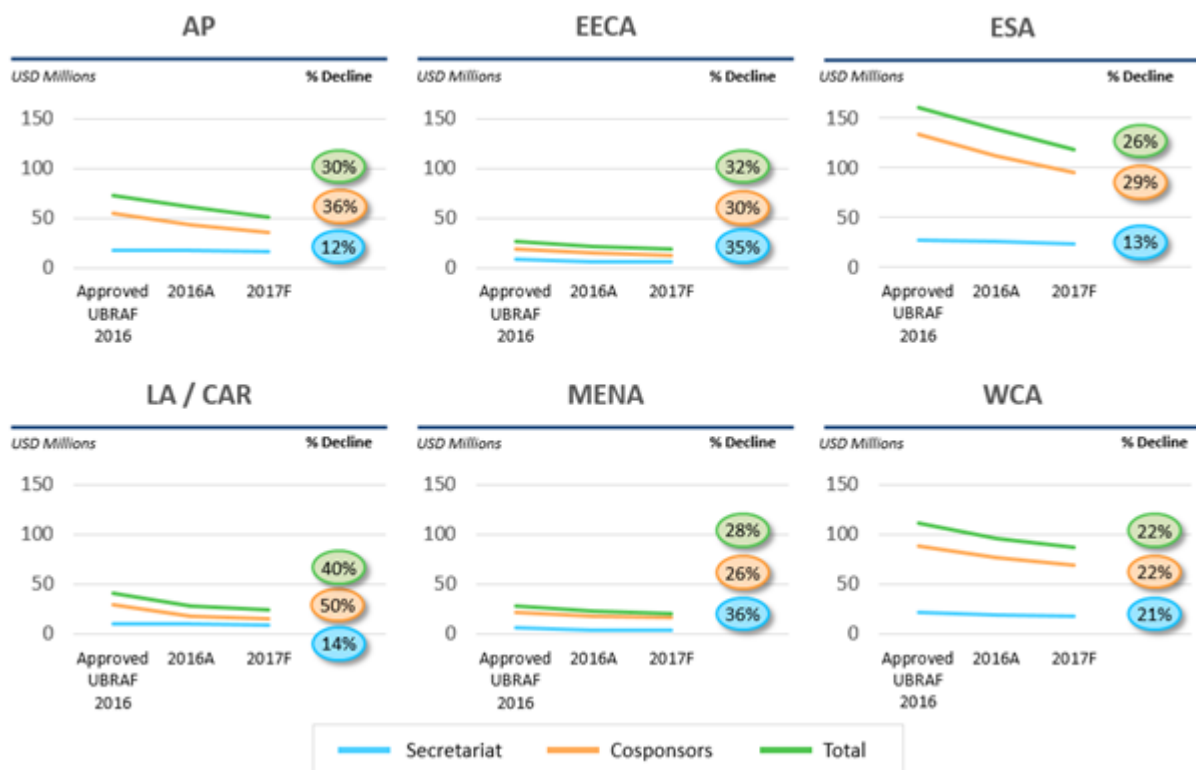 AP
USD Millions % Decline
150
100
50
0
30%
36%
12%
Approved UBRAF 2016
2016A
2017F
EECA
USD Millions % Decline
150
100
50
0
32%
30%
35%
Approved UBRAF 2016
2016A
2017F
ESA
USD Millions % Decline
150
100
50
0
26%
29%
13%
Approved UBRAF 2016
2016A
2017F
LA / CAR
USD Millions % Decline
150
100
50
0
40%
50%
14%
Approved UBRAF 2016
2016A
2017F
MENA
USD Millions % Decline
150
100
50
0
28%
26%
36%
Approved UBRAF 2016
2016A
2017F
WCA
USD Millions % Decline
150
100
50
0
22%
22%
21%
Approved UBRAF 2016
2016A
2017F
Secretariat Cosponsors Total